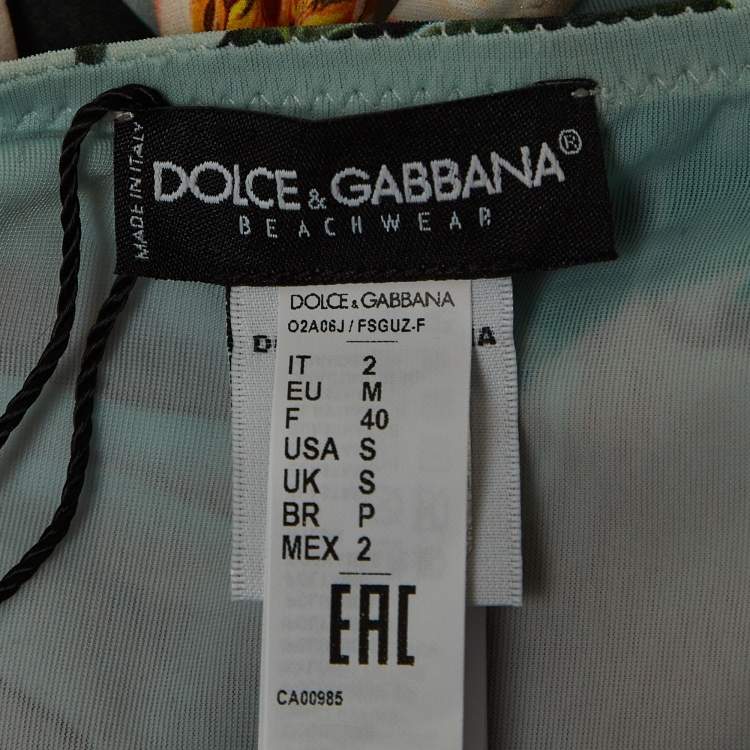 MADE IN ITALY
DOLCE & GABBANA®
BEACHWEAR
DOLCE & GABBANA
O2A06J / FSGUZ-F
IT 2
EU M
F 40
USA S
UK S
BR P
MEX 2
EAC
CA00985